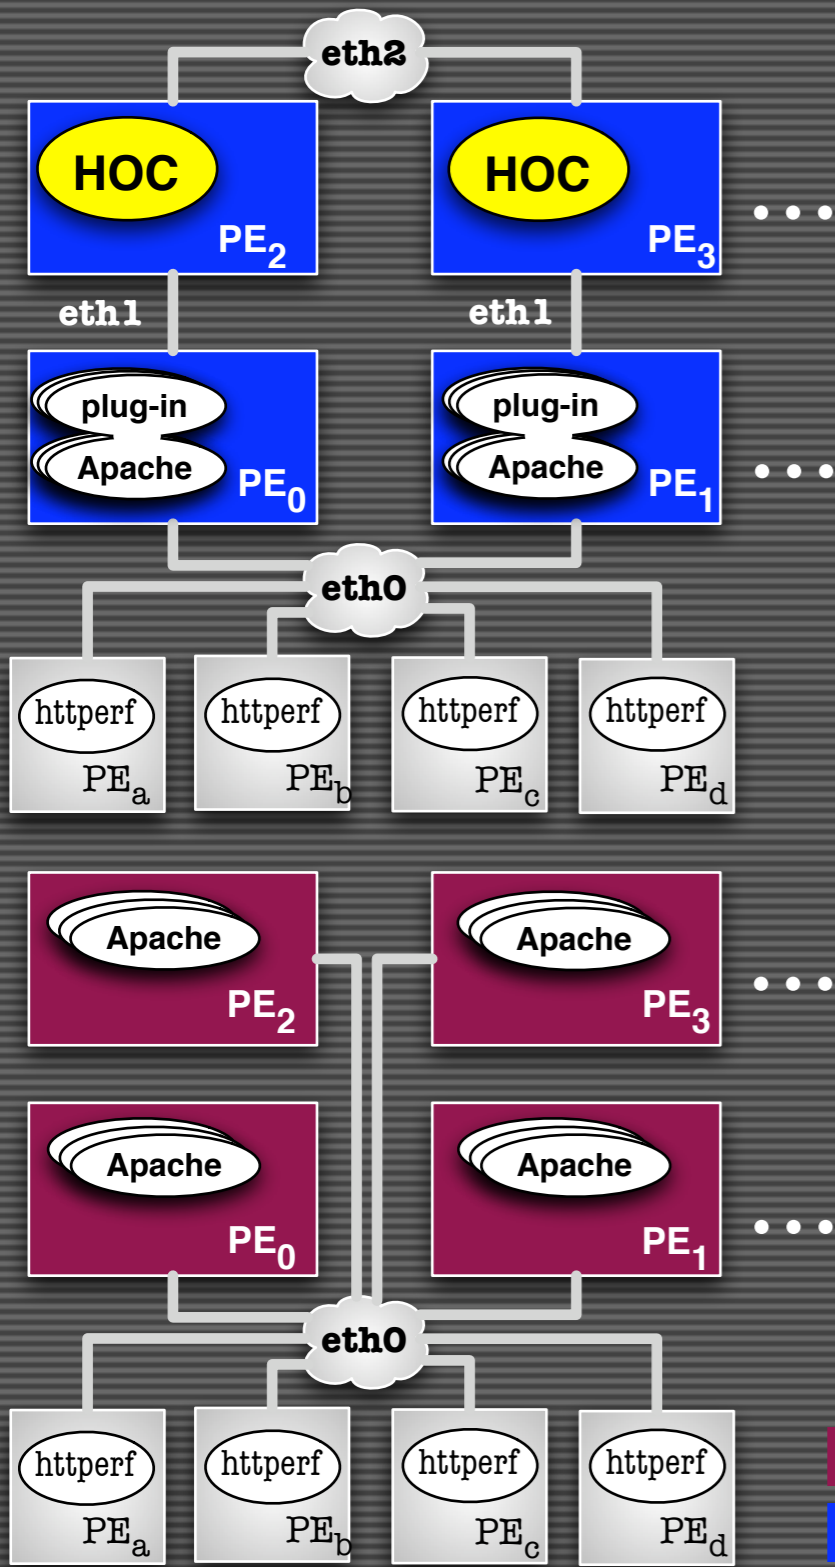 eth2
HOC
HOC
PE2
PE3
• • •
eth1
eth1
plug-in
plug-in
Apache
Apache
PE0
PE1
• • •
eth0
httperf
httperf
httperf
httperf
PEa
PEb
PEc
PEd
Apache
Apache
PE2
PE3
• • •
Apache
Apache
PE0
PE1
• • •
eth0
httperf
httperf
httperf
httperf
PEa
PEb
PEc
PEd